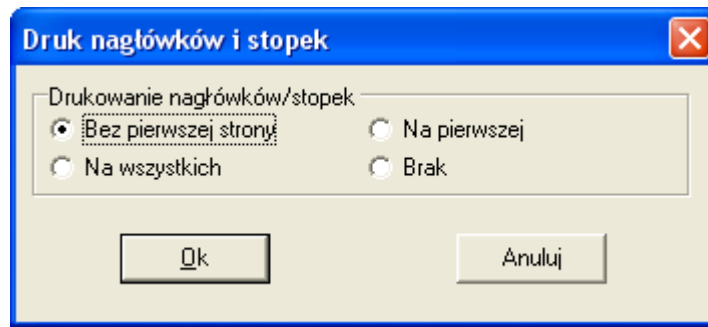 Druk nagłówków i stopek
Drukowanie nagłówków/stopek
Bez pierwszej strony Na pierwszej
Na wszystkich Brak
Ok Anuluj